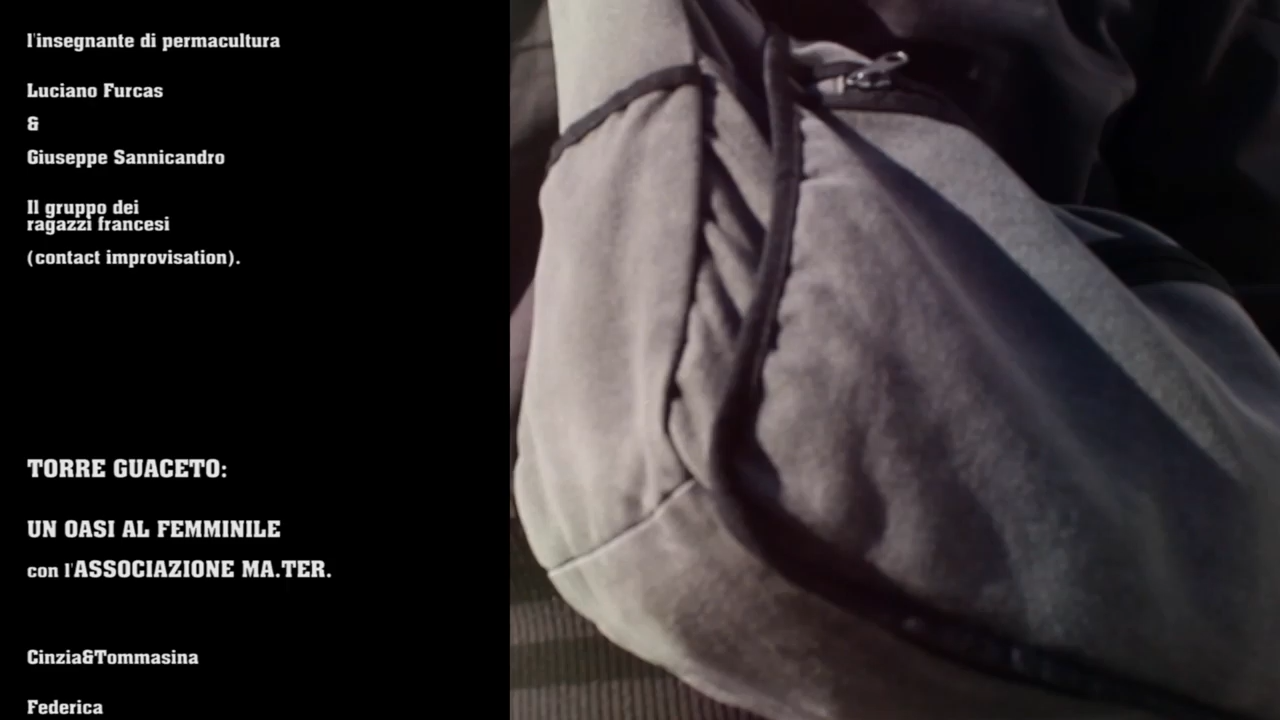 l'insegnante di permacultura
Luciano Furcas
&
Giuseppe Sannicandro
Il gruppo dei
ragazzi francesi
(contact improvisation).
TORRE GUACETO:
UN OASI AL FEMMINILE
con l'ASSOCIAZIONE MA.TER.
Cinzia&Tommasina
Federica